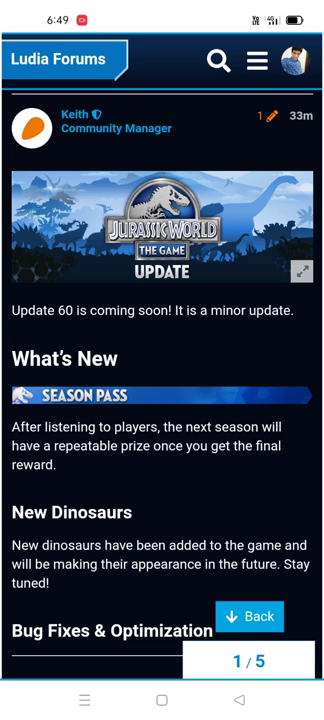 6:49
Ludia Forums
Keith
1 33m
Community Manager
JURASSIC WORLD
THE GAME
UPDATE
Update 60 is coming soon! It is a minor update.
What's New
SEASON PASS
After listening to players, the next season will
have a repeatable prize once you get the final
reward.
New Dinosaurs
New dinosaurs have been added to the game and
will be making their appearance in the future. Stay
tuned!
Back
Bug Fixes & Optimization
1 / 5